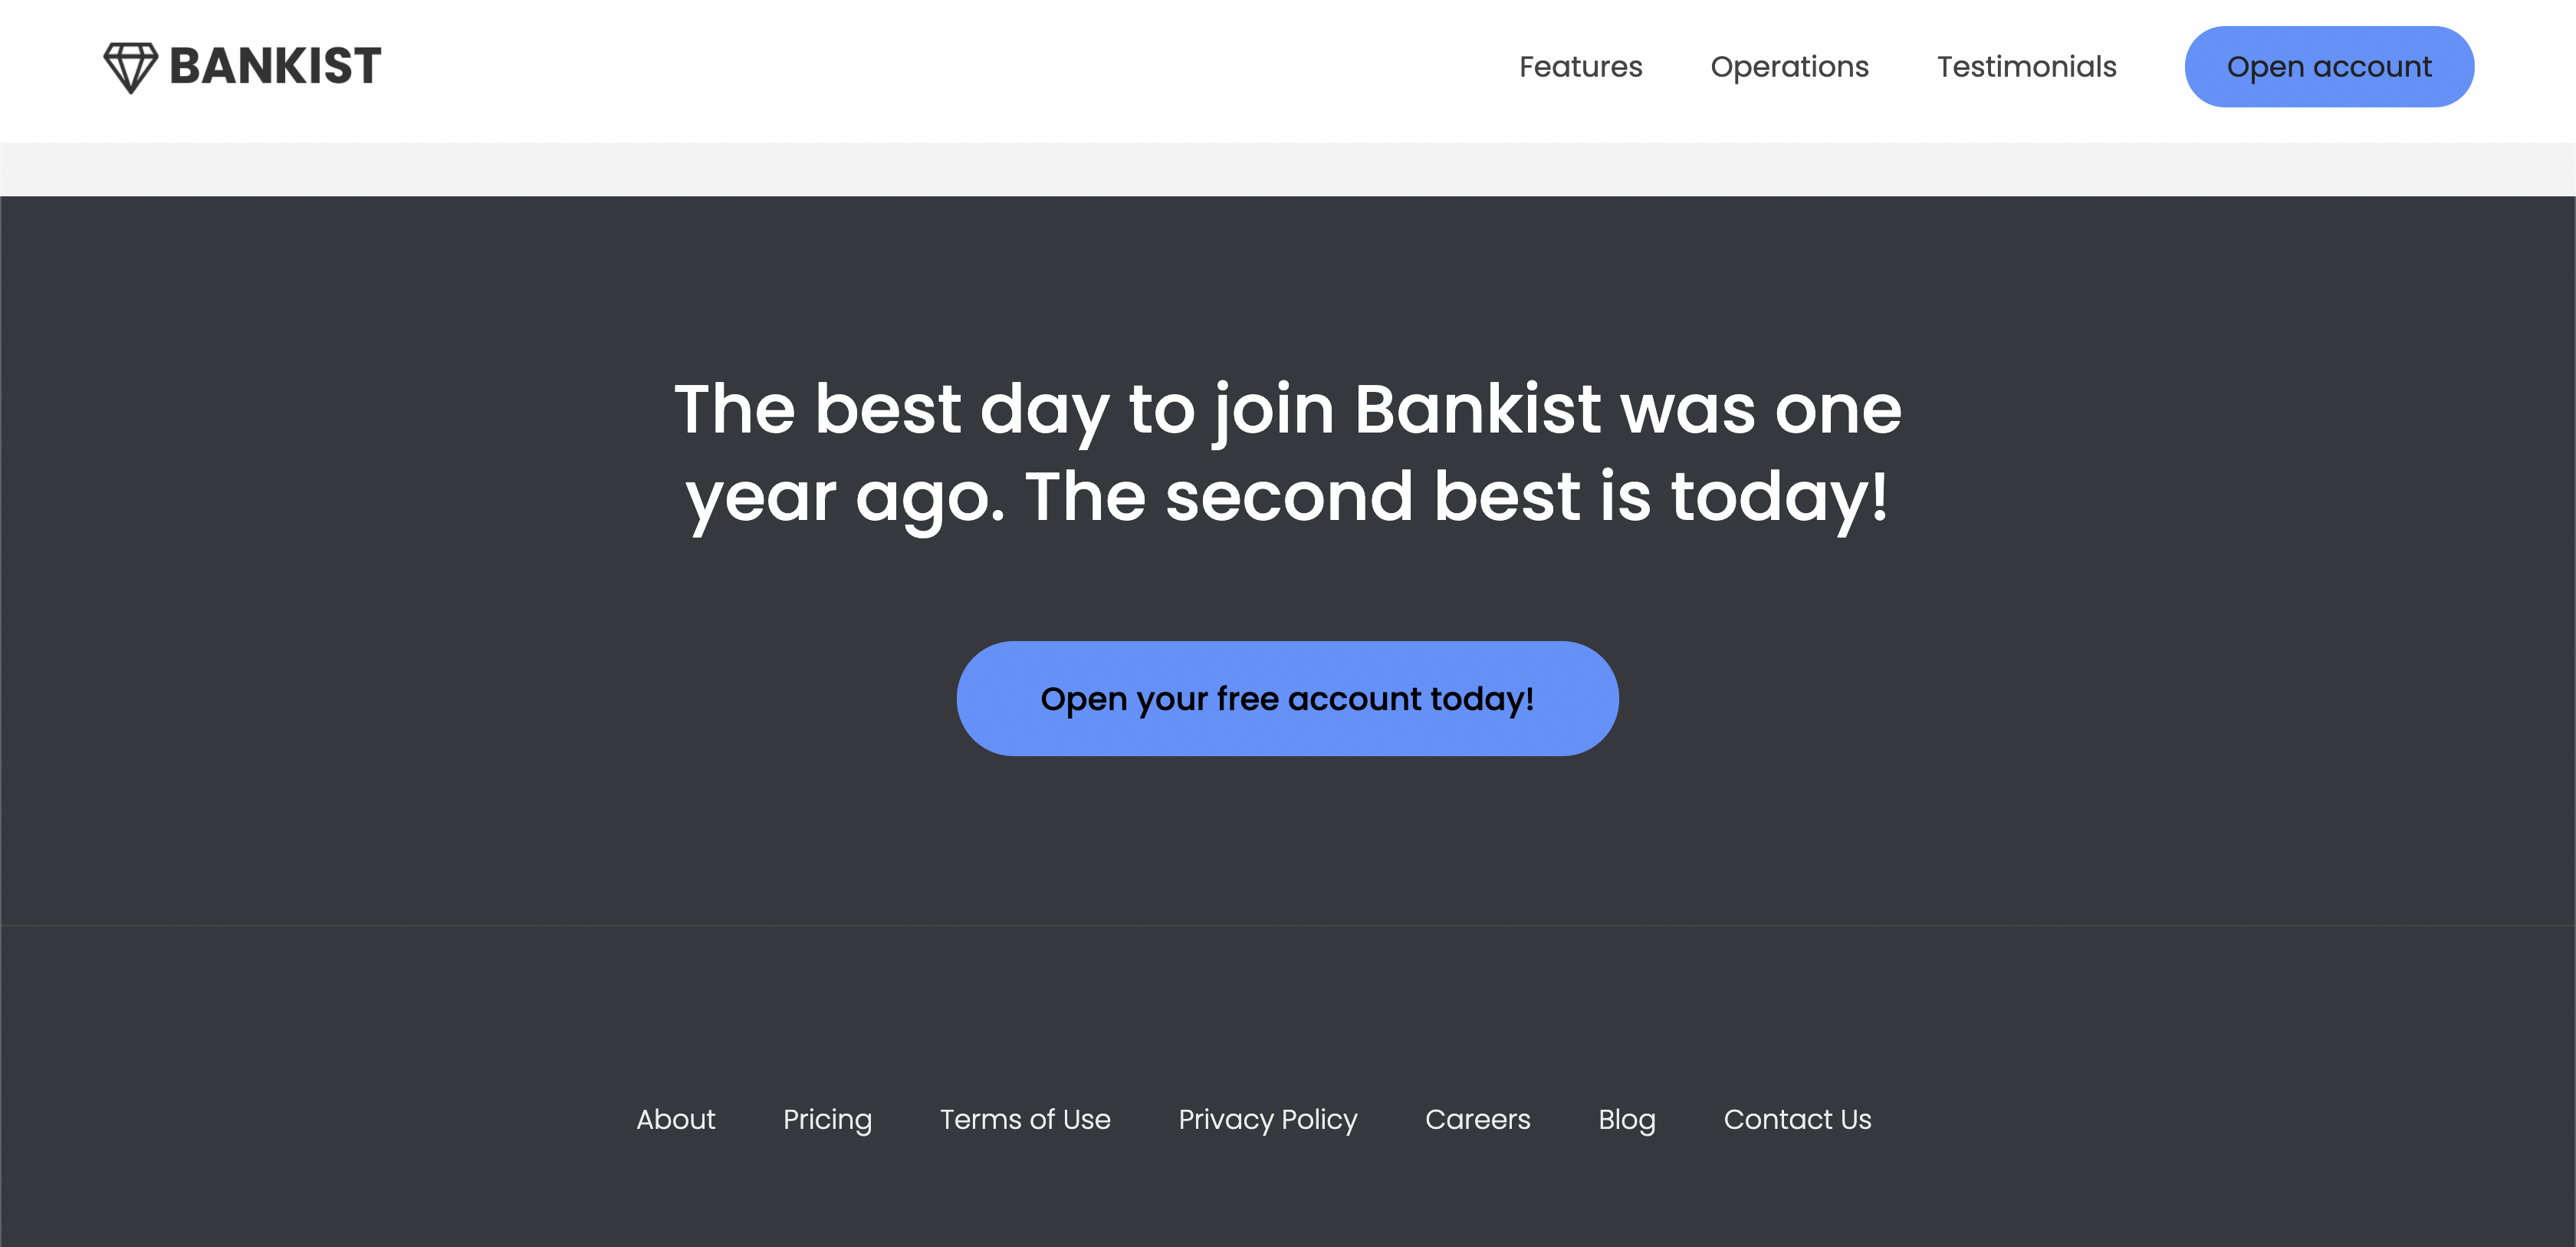 BANKIST
Features Operations Testimonials Open account
The best day to join Bankist was one
year ago. The second best is today!
Open your free account today!
About Pricing Terms of Use Privacy Policy Careers Blog Contact Us